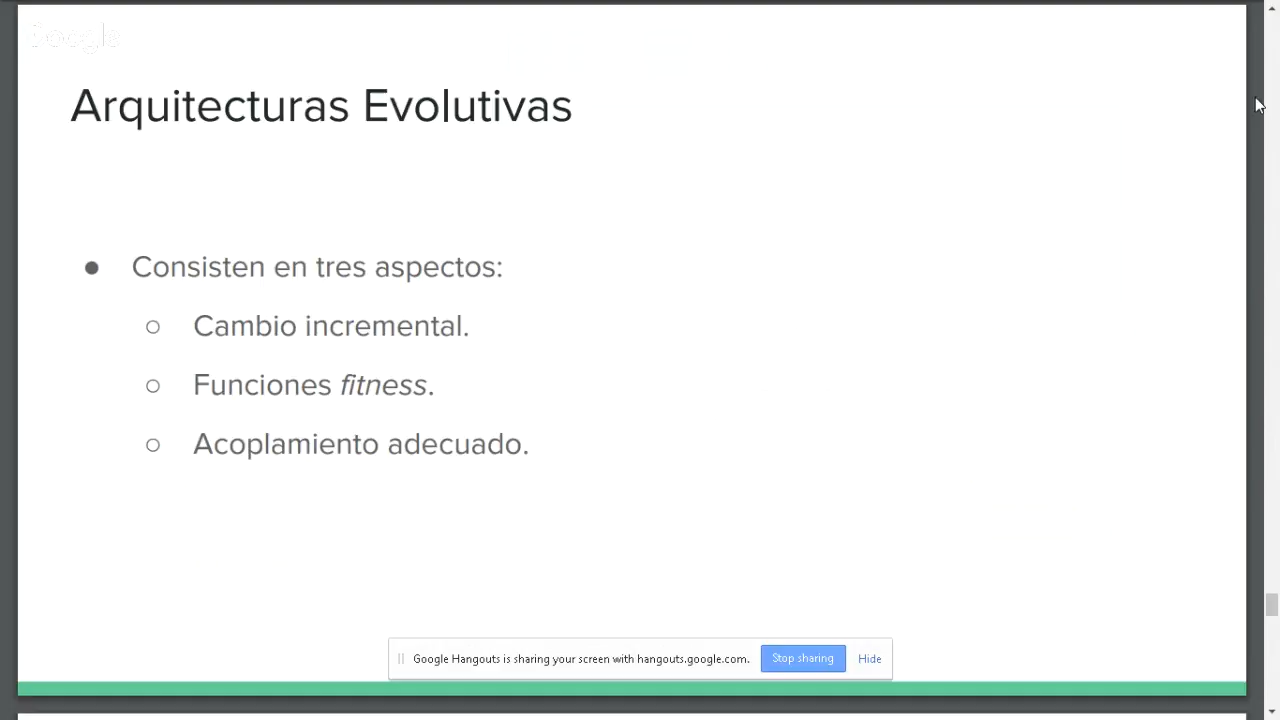 Google
Arquitecturas Evolutivas
● Consisten en tres aspectos:
○ Cambio incremental.
○ Funciones fitness.
○ Acoplamiento adecuado.
Google Hangouts is sharing your screen with hangouts.google.com. Stop sharing Hide